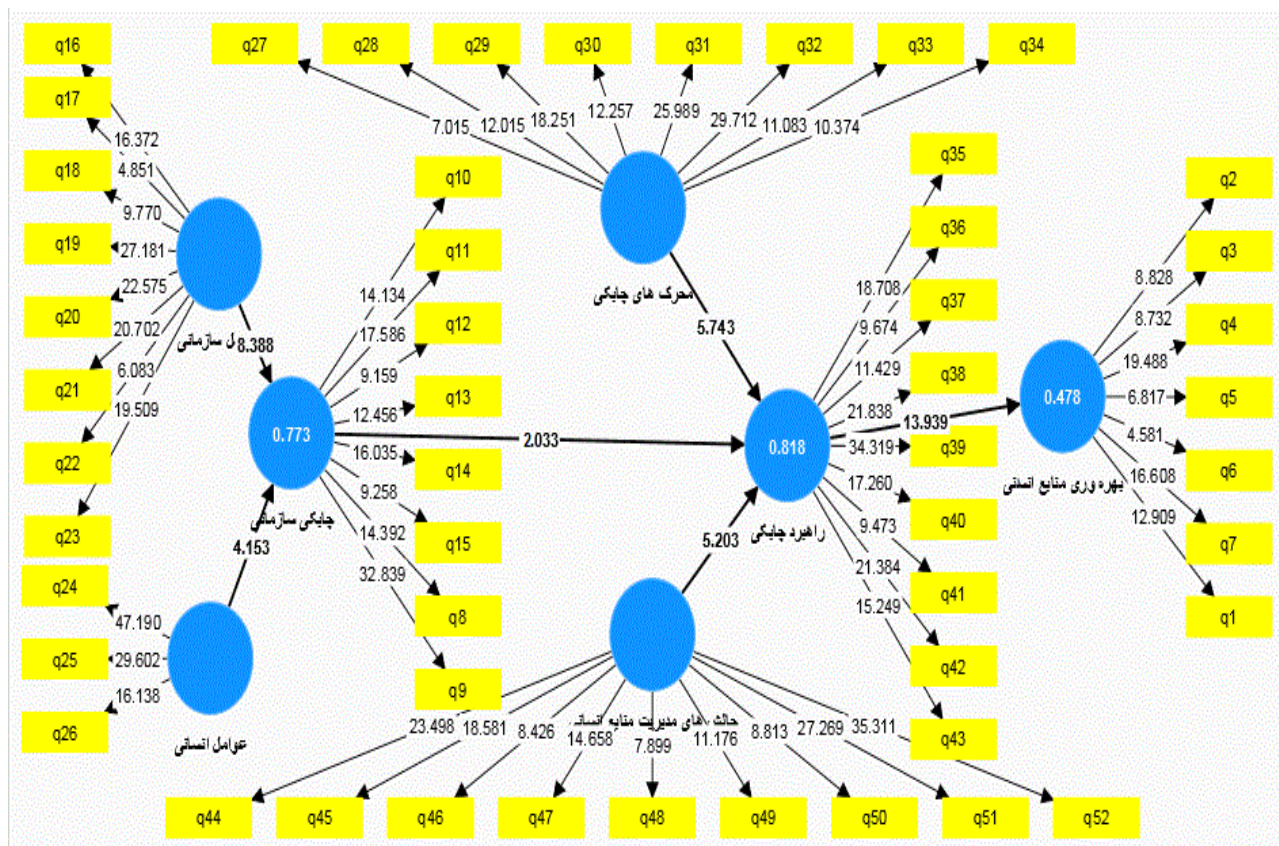 q16
q17
q18
q19
q20
q21
q22
q23
q24
q25
q26
q27
q28
q29
q30
q31
q32
q33
q34
7.015
12.015
18.251
12.257
25.989
29.712
11.083
10.374
16.372
4.851
9.770
27.181
22.575
20.702
6.083
19.509
سازمانی
8.388
47.190
29.602
16.138
عوامل انسانی
4.153
0.773
چابکی سازمانی
14.134
17.586
9.159
12.456
16.035
9.258
14.392
32.839
q10
q11
q12
q13
q14
q15
q8
q9
محرک های چابکی
5.743
2.033
5.203
0.818
راهبرد چابکی
18.708
9.674
11.429
21.838
34.319
17.260
9.473
21.384
15.249
q35
q36
q37
q38
q39
q40
q41
q42
q43
13.939
0.478
بهره وری منابع انسانی
8.828
8.732
19.488
6.817
4.581
16.608
12.909
q2
q3
q4
q5
q6
q7
q1
های مدیریت منابع
23.498
18.581
8.426
14.658
7.899
11.176
8.813
27.269
35.311
q44
q45
q46
q47
q48
q49
q50
q51
q52